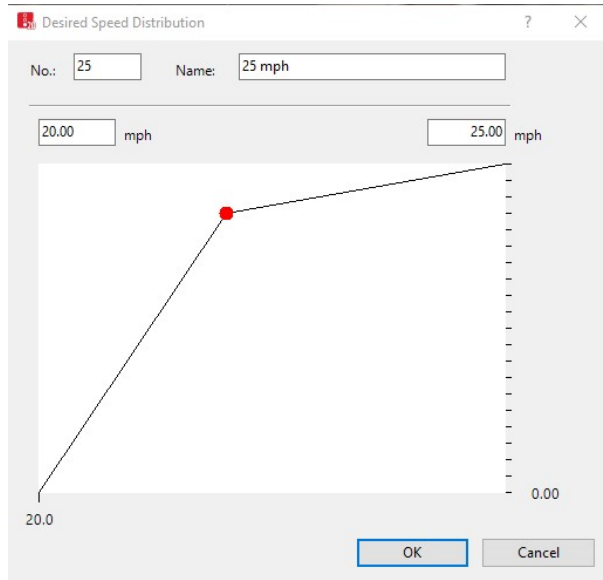 Desired Speed Distribution ? ×
No.: 25 Name: 25 mph
20.00 mph 25.00 mph
0.00
20.0
OK Cancel